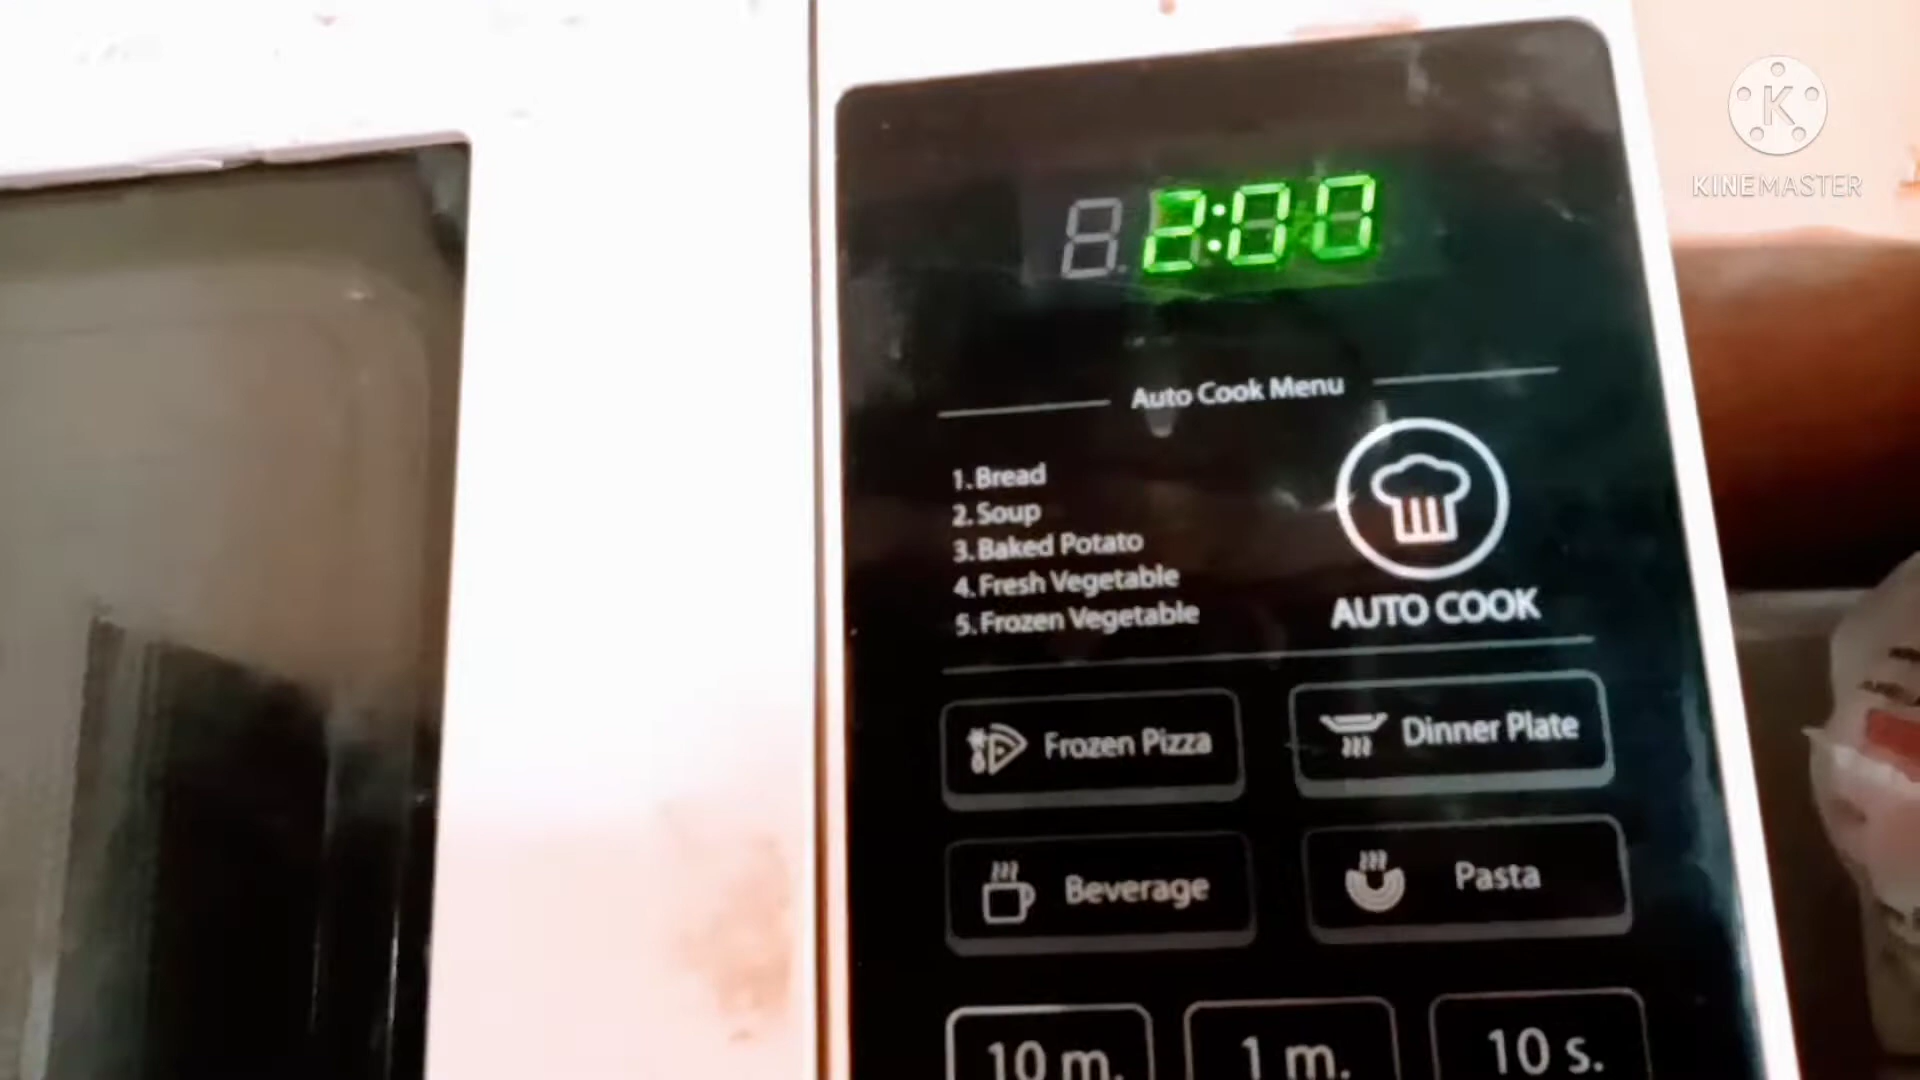 KINEMASTER
2:00
Auto Cook Menu
1. Bread
2. Soup
3. Baked Potato
4. Fresh Vegetable
5. Frozen Vegetable
AUTO COOK
Frozen Pizza
Dinner Plate
Beverage
Pasta
10 m.
1 m.
10 s.